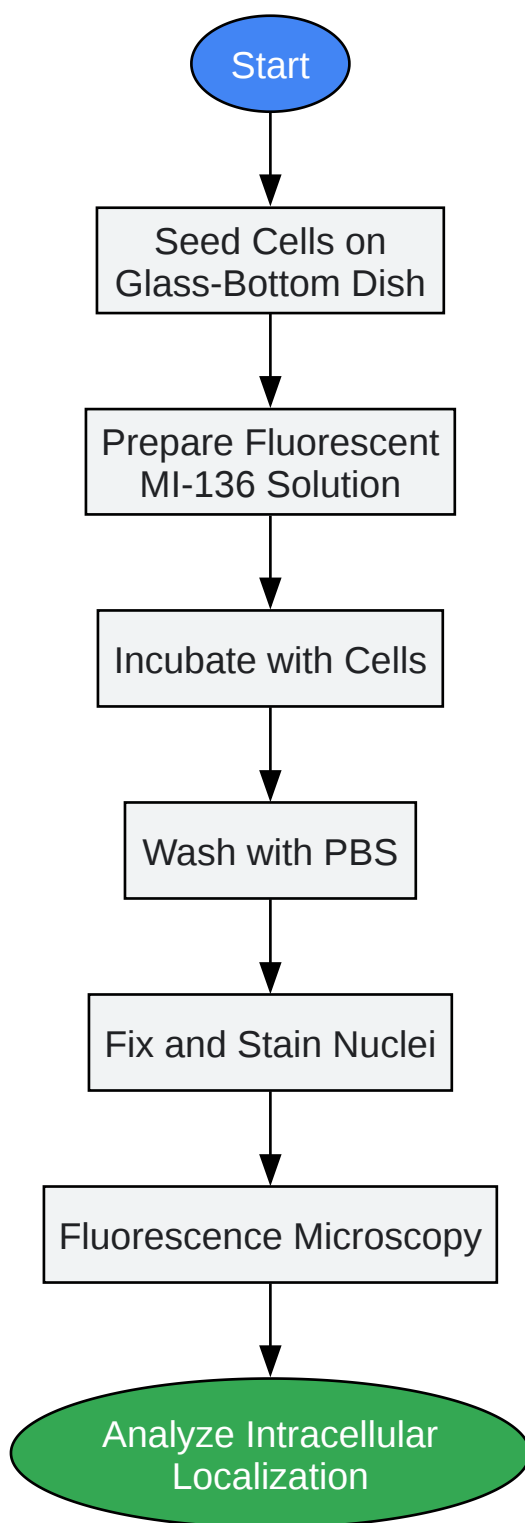 Start
Seed Cells on
Glass-Bottom Dish
Prepare Fluorescent
MI-136 Solution
Incubate with Cells
Wash with PBS
Fix and Stain Nuclei
Fluorescence Microscopy
Analyze Intracellular
Localization